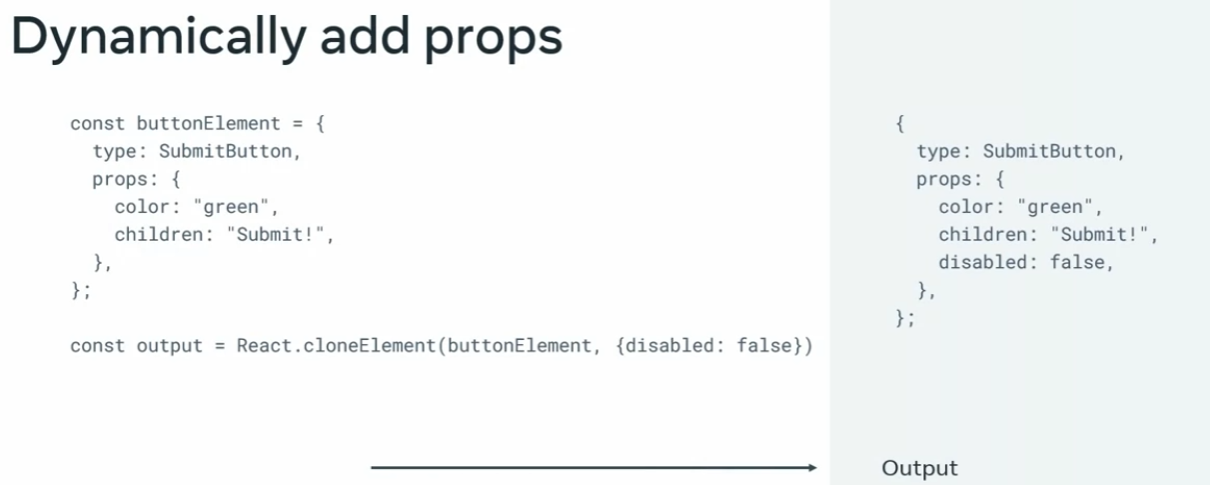 Dynamically add props
const buttonElement = {
  type: SubmitButton,
  props: {
    color: "green",
    children: "Submit!",
  },
};
const output = React.cloneElement(buttonElement, {disabled: false})
{
  type: SubmitButton,
  props: {
    color: "green",
    children: "Submit!",
    disabled: false,
  },
};
Output